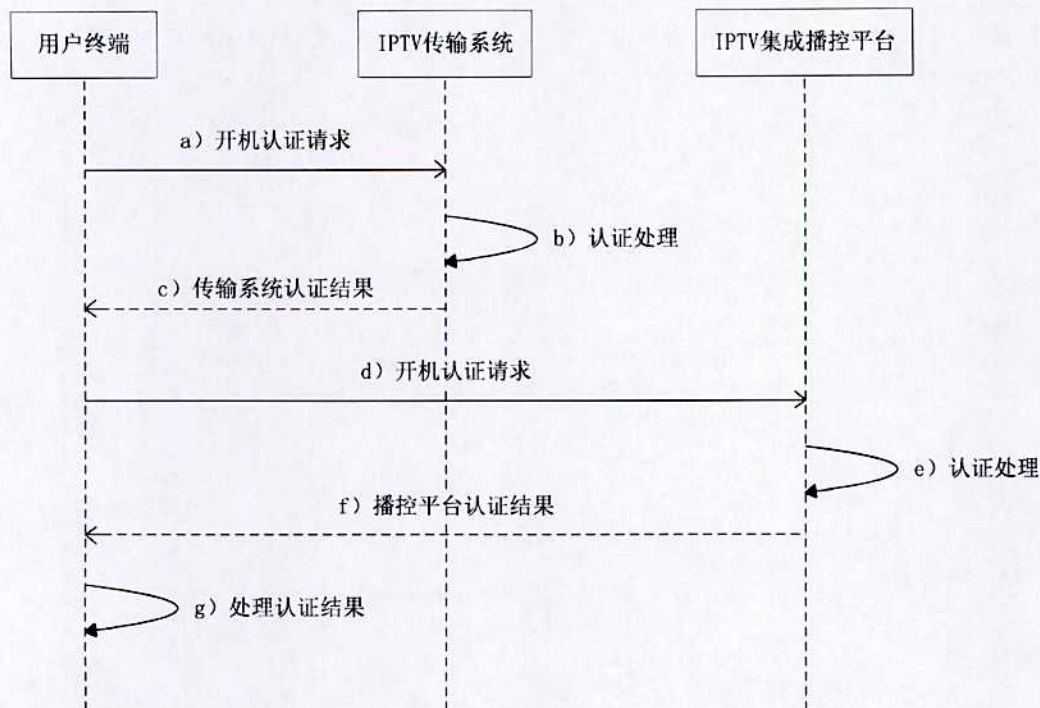 用户终端
IPTV传输系统
IPTV集成播控平台
a）开机认证请求
b）认证处理
c）传输系统认证结果
d）开机认证请求
e）认证处理
f）播控平台认证结果
g）处理认证结果